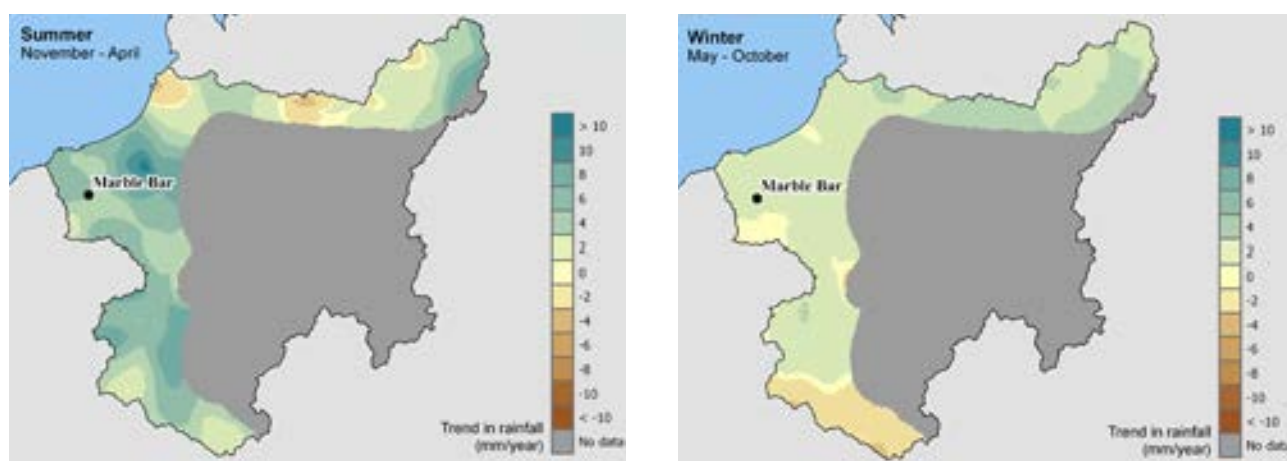 Summer
November - April
Marble Bar
> 10
10
8
6
4
2
0
-2
-4
-6
-8
-10
< -10
No data
Trend in rainfall
(mm/year)
Winter
May - October
Marble Bar
> 10
10
8
6
4
2
0
-2
-4
-6
-8
-10
< -10
No data
Trend in rainfall
(mm/year)